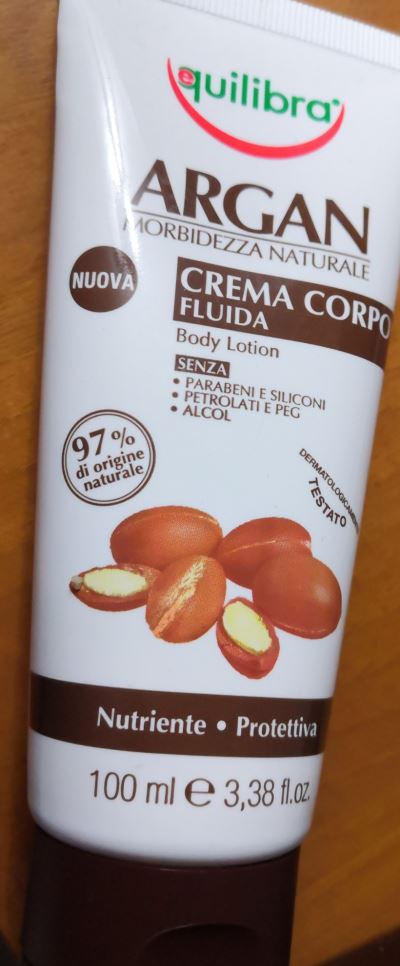 equilibra
ARGAN
MORBIDEZZA NATURALE
NUOVA
CREMA CORPO
FLUIDA
Body Lotion
SENZA
• PARABENI E SILICONI
• PETROLATI E PEG
• ALCOL
97%
di origine
naturale
TESTATO
Nutriente • Protettiva
100 ml e 3,38 fl.oz.